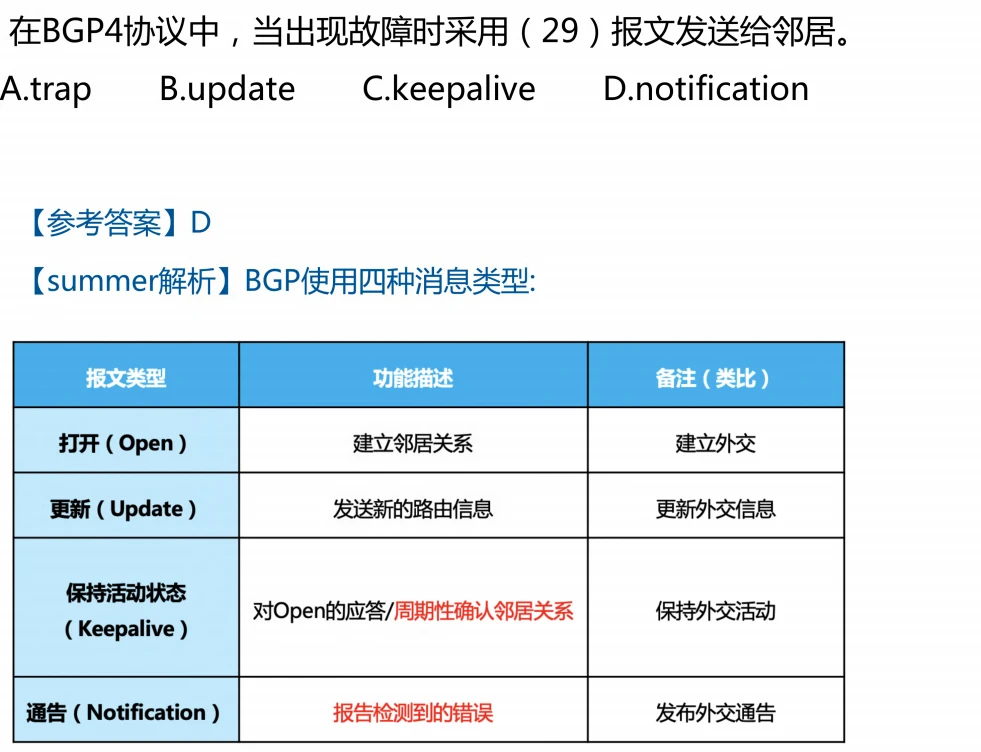 在BGP4协议中，当出现故障时采用（29）报文发送给邻居。
A.trap B.update C.keepalive D.notification
【参考答案】D
【summer解析】BGP使用四种消息类型:
报文类型 功能描述 备注（类比）
打开（Open） 建立邻居关系 建立外交
更新（Update） 发送新的路由信息 更新外交信息
保持活动状态
（Keepalive） 对Open的应答/周期性确认邻居关系 保持外交活动
通告（Notification） 报告检测到的错误 发布外交通告